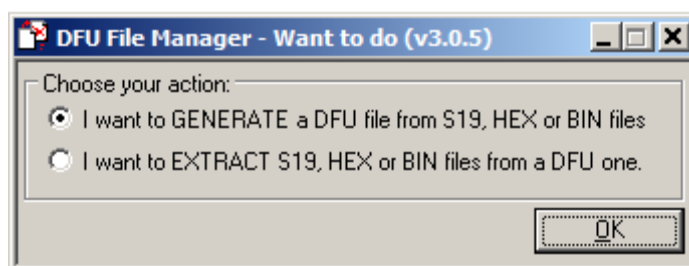 DFU File Manager - Want to do (v3.0.5)
Choose your action:
I want to GENERATE a DFU file from S19, HEX or BIN files
I want to EXTRACT S19, HEX or BIN files from a DFU one.
OK